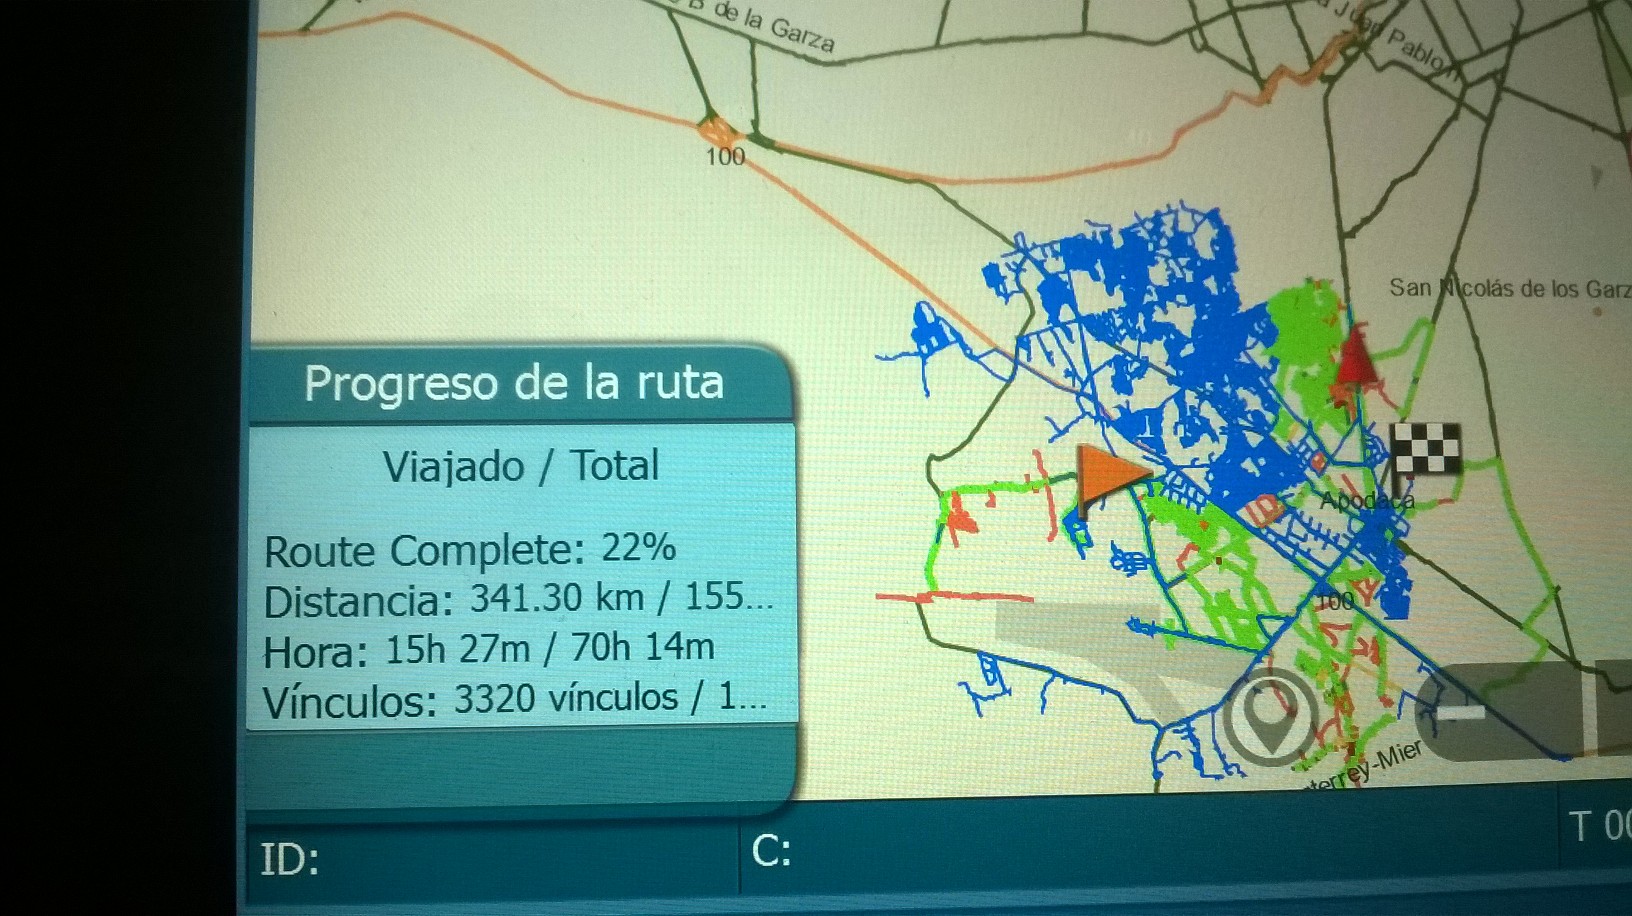 B de la Garza
Juan Pablo II
100
San Nicolás de los Garz
Progreso de la ruta
Viajado / Total
Route Complete: 22%
Distancia: 341.30 km / 155...
Hora: 15h 27m / 70h 14m
Vínculos: 3320 vínculos / 1...
Apodaca
100
terrey-Mier
ID:
C:
T 00